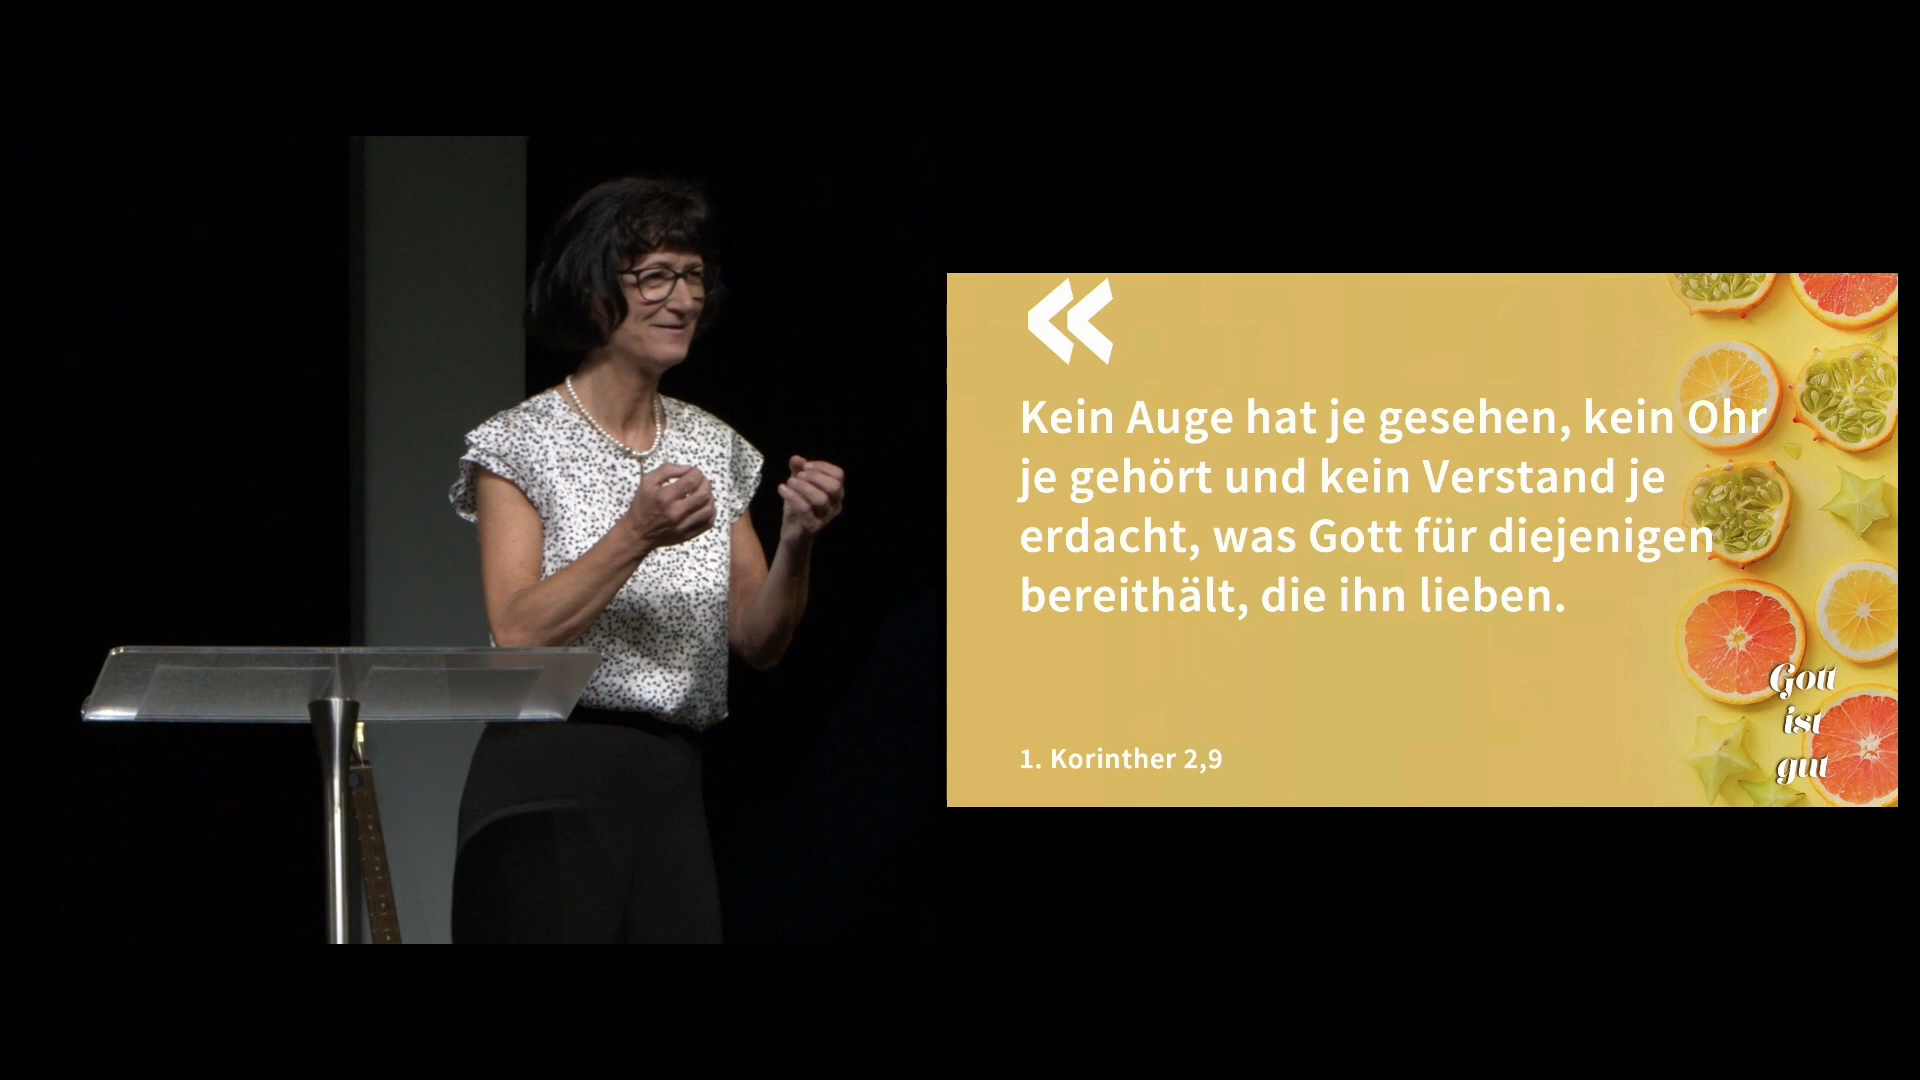 «
Kein Auge hat je gesehen, kein Ohr
je gehört und kein Verstand je
erdacht, was Gott für diejenigen
bereithält, die ihn lieben.
1. Korinther 2,9
Gott
ist
gut